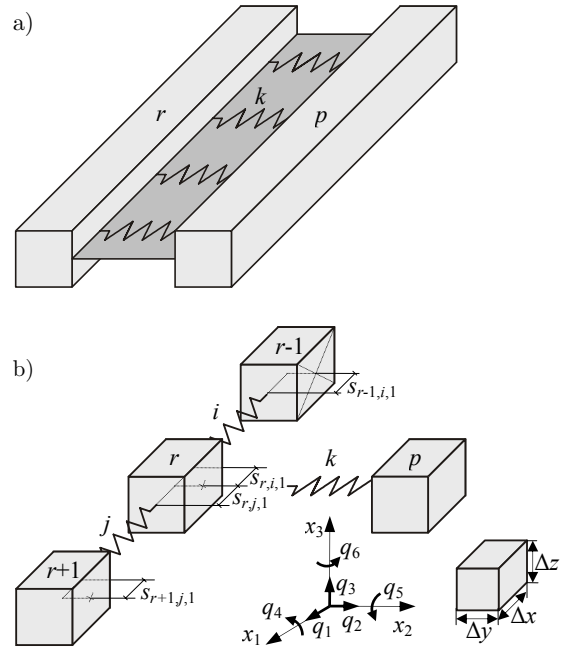 a)
r
k
p
b)
r-1
s_{r-1,i,1}
i
r
k
p
s_{r,i,1}
s_{r,j,1}
j
x_3
r+1
q_6
Δz
s_{r+1,j,1}
q_3
q_5
q_4
Δx
x_1
q_1
q_2
x_2
Δy